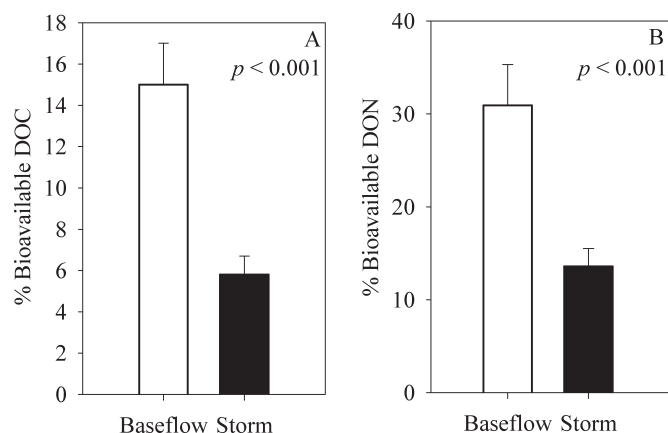 A
p < 0.001
% Bioavailable DOC
18
16
14
12
10
8
6
4
2
0
Baseflow Storm
B
p < 0.001
% Bioavailable DON
40
30
20
10
0
Baseflow Storm